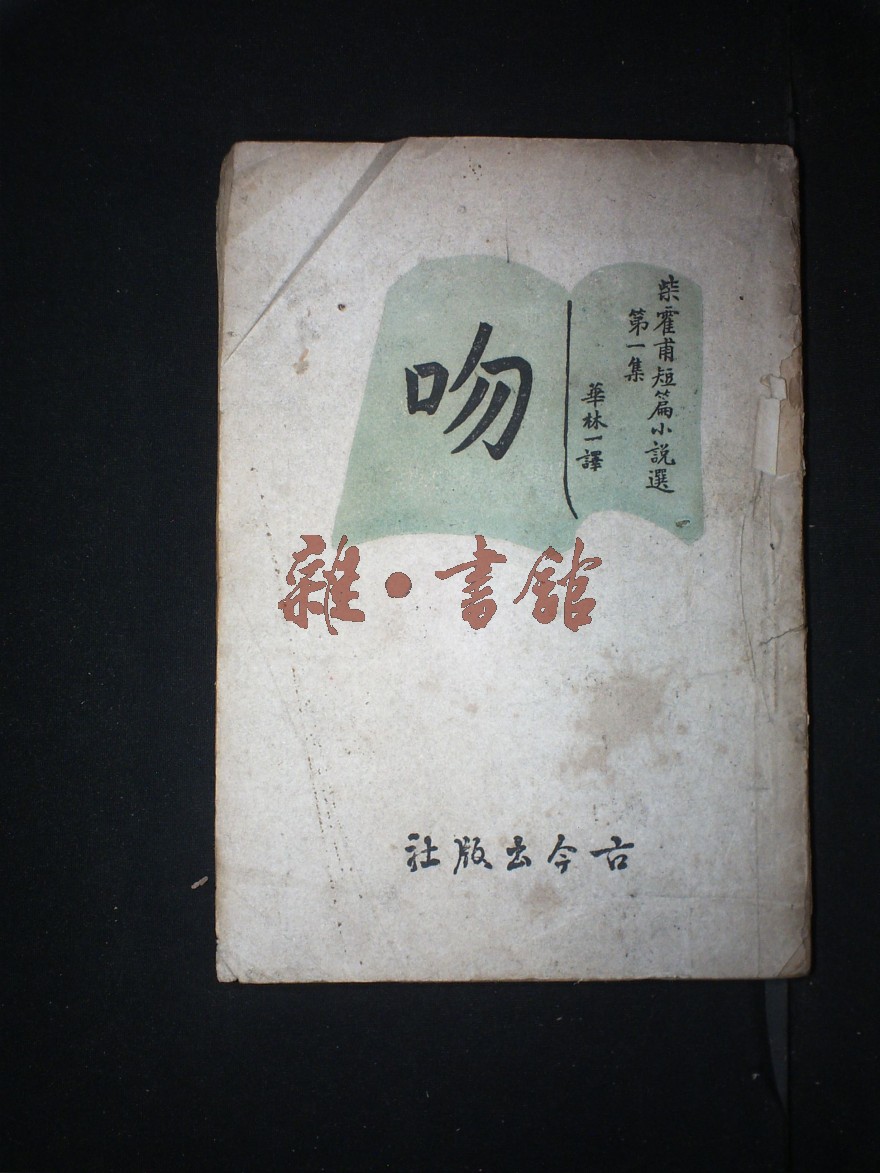 柴霍甫短篇小說選
第一集
華林一譯
吻
雜·書館
社版出今古